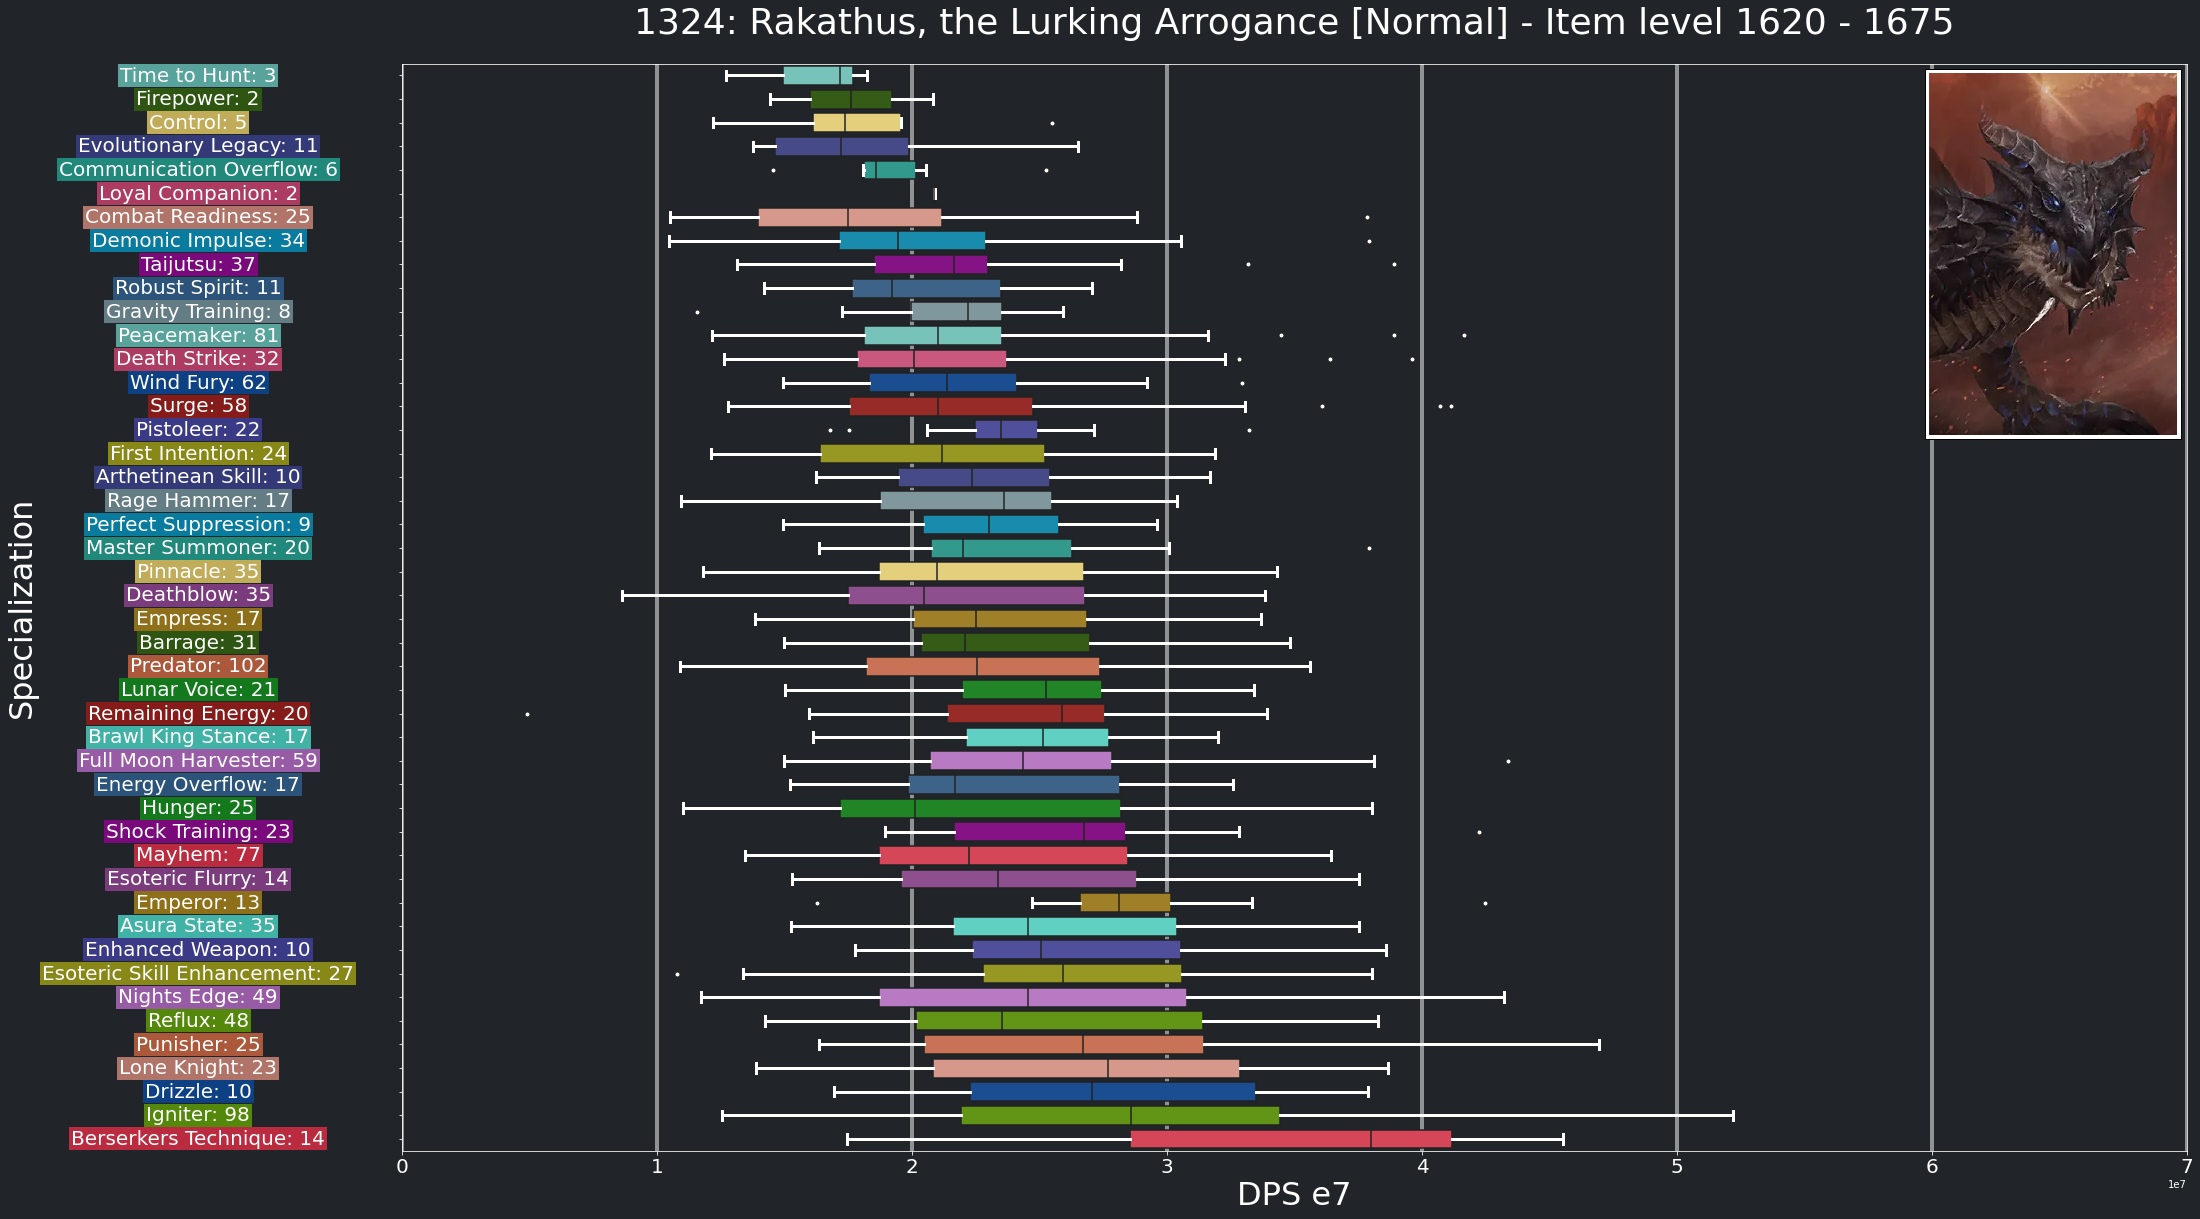 1324: Rakathus, the Lurking Arrogance [Normal] - Item level 1620 - 1675
Time to Hunt: 3
Firepower: 2
Control: 5
Evolutionary Legacy: 11
Communication Overflow: 6
Loyal Companion: 2
Combat Readiness: 25
Demonic Impulse: 34
Taijutsu: 37
Robust Spirit: 11
Gravity Training: 8
Peacemaker: 81
Death Strike: 32
Wind Fury: 62
Surge: 58
Pistoleer: 22
First Intention: 24
Arthetinean Skill: 10
Rage Hammer: 17
Perfect Suppression: 9
Master Summoner: 20
Pinnacle: 35
Deathblow: 35
Empress: 17
Barrage: 31
Predator: 102
Lunar Voice: 21
Remaining Energy: 20
Brawl King Stance: 17
Full Moon Harvester: 59
Energy Overflow: 17
Hunger: 25
Shock Training: 23
Mayhem: 77
Esoteric Flurry: 14
Emperor: 13
Asura State: 35
Enhanced Weapon: 10
Esoteric Skill Enhancement: 27
Nights Edge: 49
Reflux: 48
Punisher: 25
Lone Knight: 23
Drizzle: 10
Igniter: 98
Berserkers Technique: 14
Specialization
0 1 2 3 4 5 6 7
1e7
DPS e7